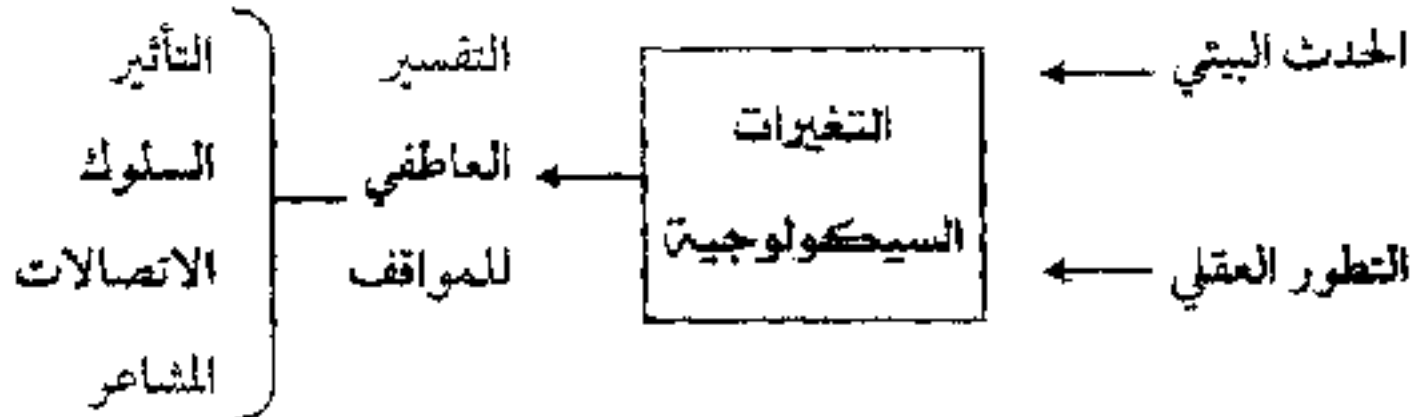 الحدث البيئي
التطور العقلي
التغيرات
السيكولوجية
التفسير
العاطفي
للمواقف
التأثير
السلوك
الاتصالات
المشاعر